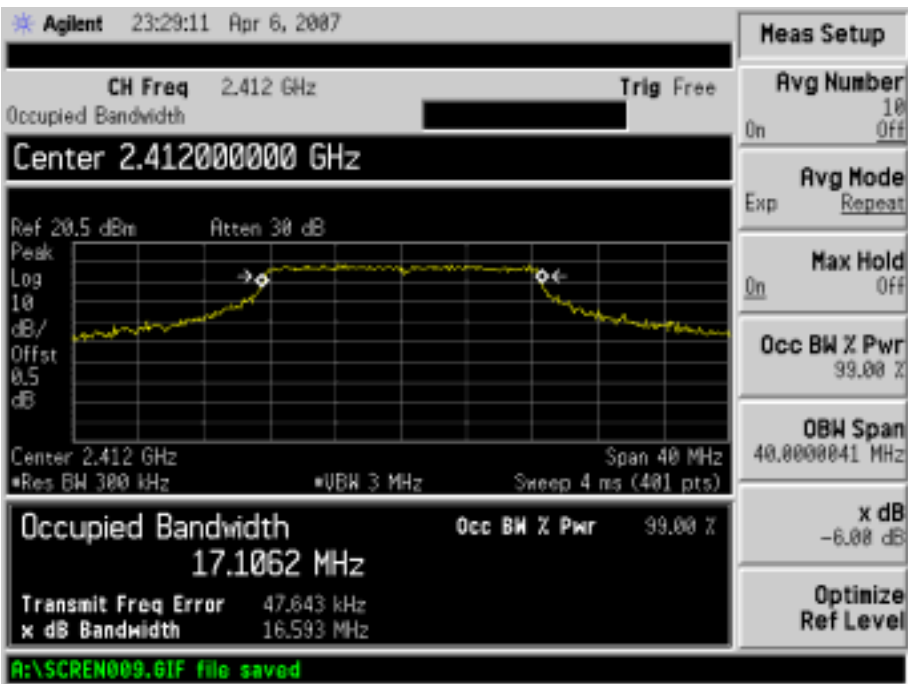 Agilent 23:29:11 Apr 6, 2007
CH Freq 2.412 GHz Trig Free
Occupied Bandwidth
Center 2.412000000 GHz
Ref 20.5 dBm Atten 30 dB
Peak
Log
10
dB/
Offst
0.5
dB
Center 2.412 GHz Span 40 MHz
*Res BW 300 kHz *VBW 3 MHz Sweep 4 ms (401 pts)
Occupied Bandwidth Occ BW % Pwr 99.00 %
17.1062 MHz
Transmit Freq Error 47.643 kHz
x dB Bandwidth 16.593 MHz
A:\SCREN009.GIF file saved
Meas Setup
Avg Number
10
On Off
Avg Mode
Exp Repeat
Max Hold
On Off
Occ BW % Pwr
99.00 %
OBW Span
40.0000041 MHz
x dB
-6.00 dB
Optimize
Ref Level